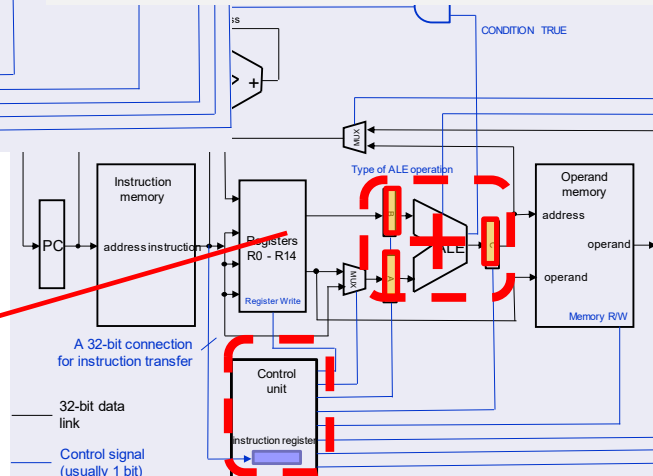 ss
+
CONDITION TRUE
MUX
Type of ALE operation
Instruction
memory
Operand
memory
PC
address
instruction
Registers
R0 - R14
B
ALE
C
address
operand
MUX
A
operand
Register Write
Memory R/W
A 32-bit connection
for instruction transfer
Control
unit
32-bit data
link
instruction register
Control signal
(usually 1 bit)